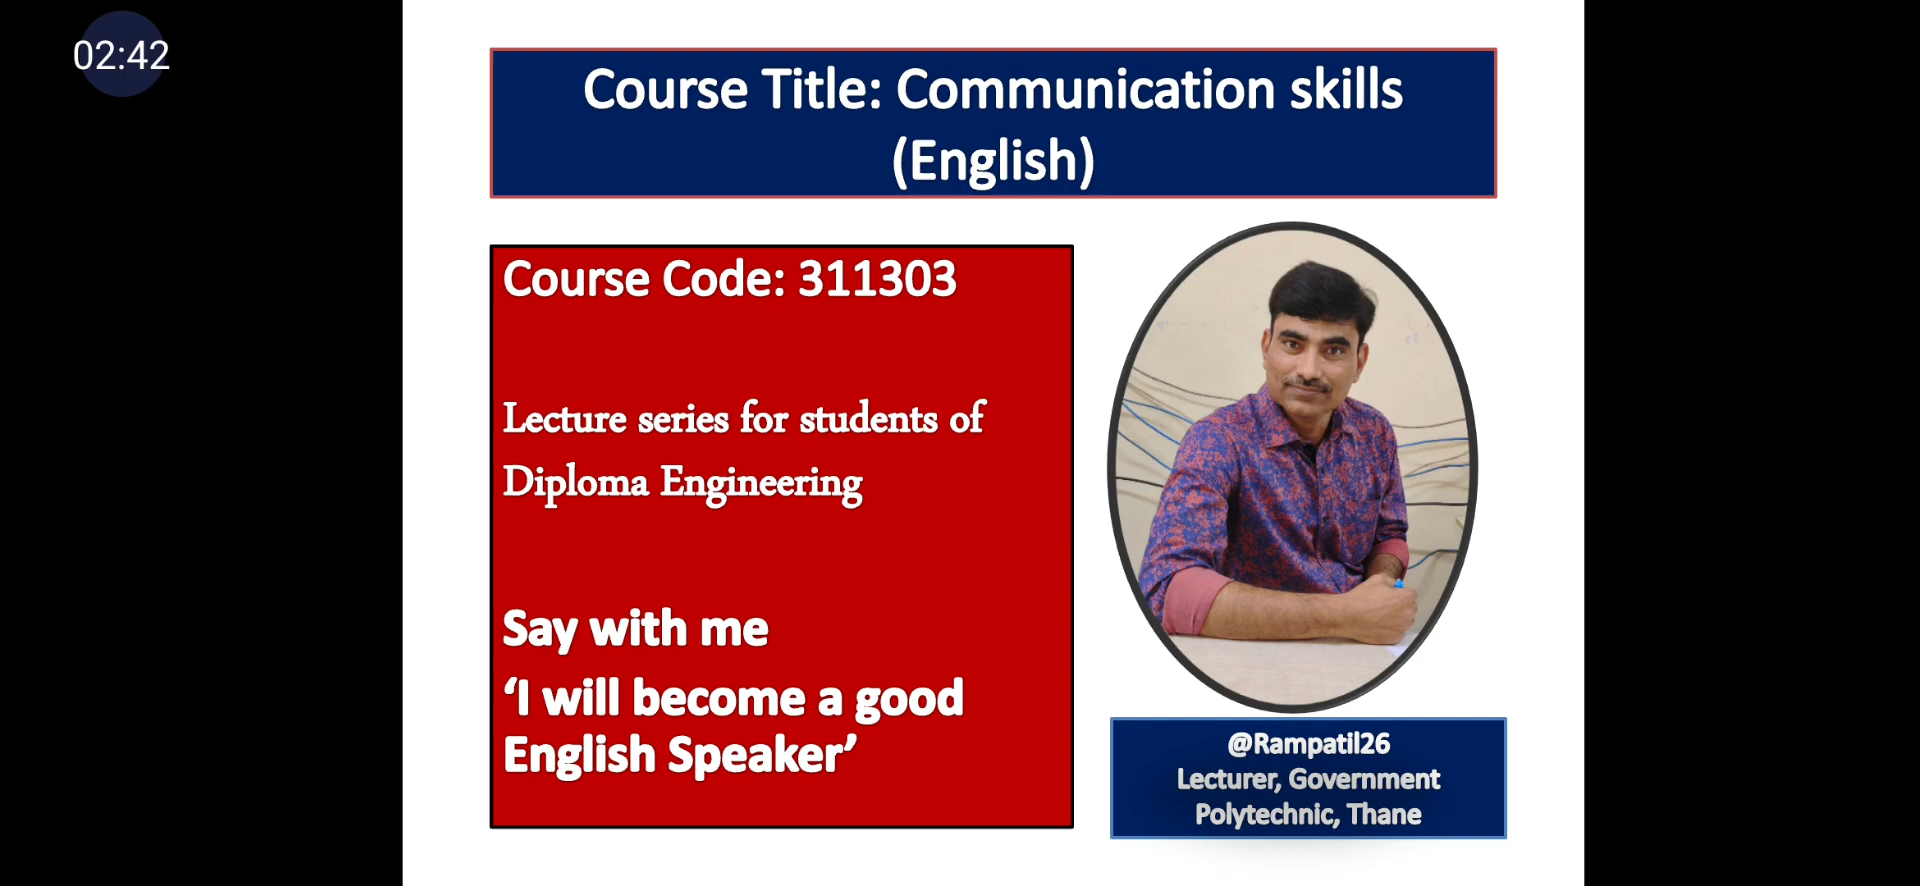 02:42
Course Title: Communication skills
(English)
Course Code: 311303
Lecture series for students of
Diploma Engineering
Say with me
‘I will become a good
English Speaker’
@Rampatil26
Lecturer, Government
Polytechnic, Thane